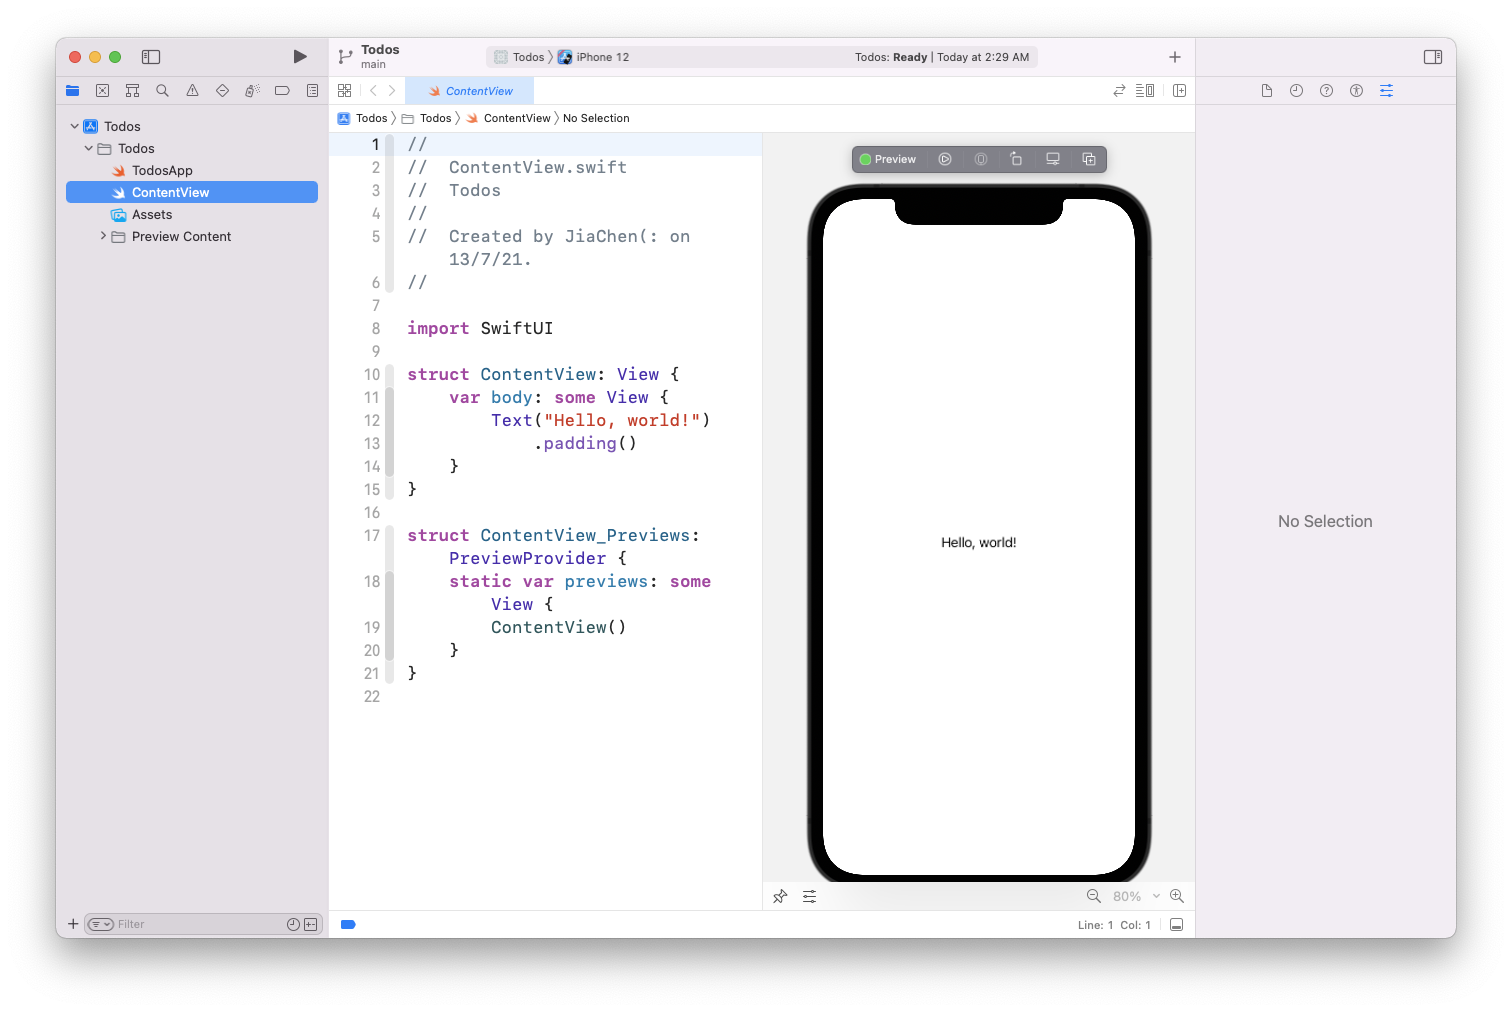 Todos
main
Todos
iPhone 12
Todos: Ready | Today at 2:29 AM
ContentView
Todos
Todos
ContentView
No Selection
Todos
Todos
TodosApp
ContentView
Assets
Preview Content
Filter
1 //
2 //  ContentView.swift
3 //  Todos
4 //
5 //  Created by JiaChen(: on
13/7/21.
6 //
7
8 import SwiftUI
9
10 struct ContentView: View {
11     var body: some View {
12         Text("Hello, world!")
13             .padding()
14     }
15 }
16
17 struct ContentView_Previews:
PreviewProvider {
18     static var previews: some
View {
19         ContentView()
20     }
21 }
22
Preview
Hello, world!
80%
Line: 1 Col: 1
No Selection